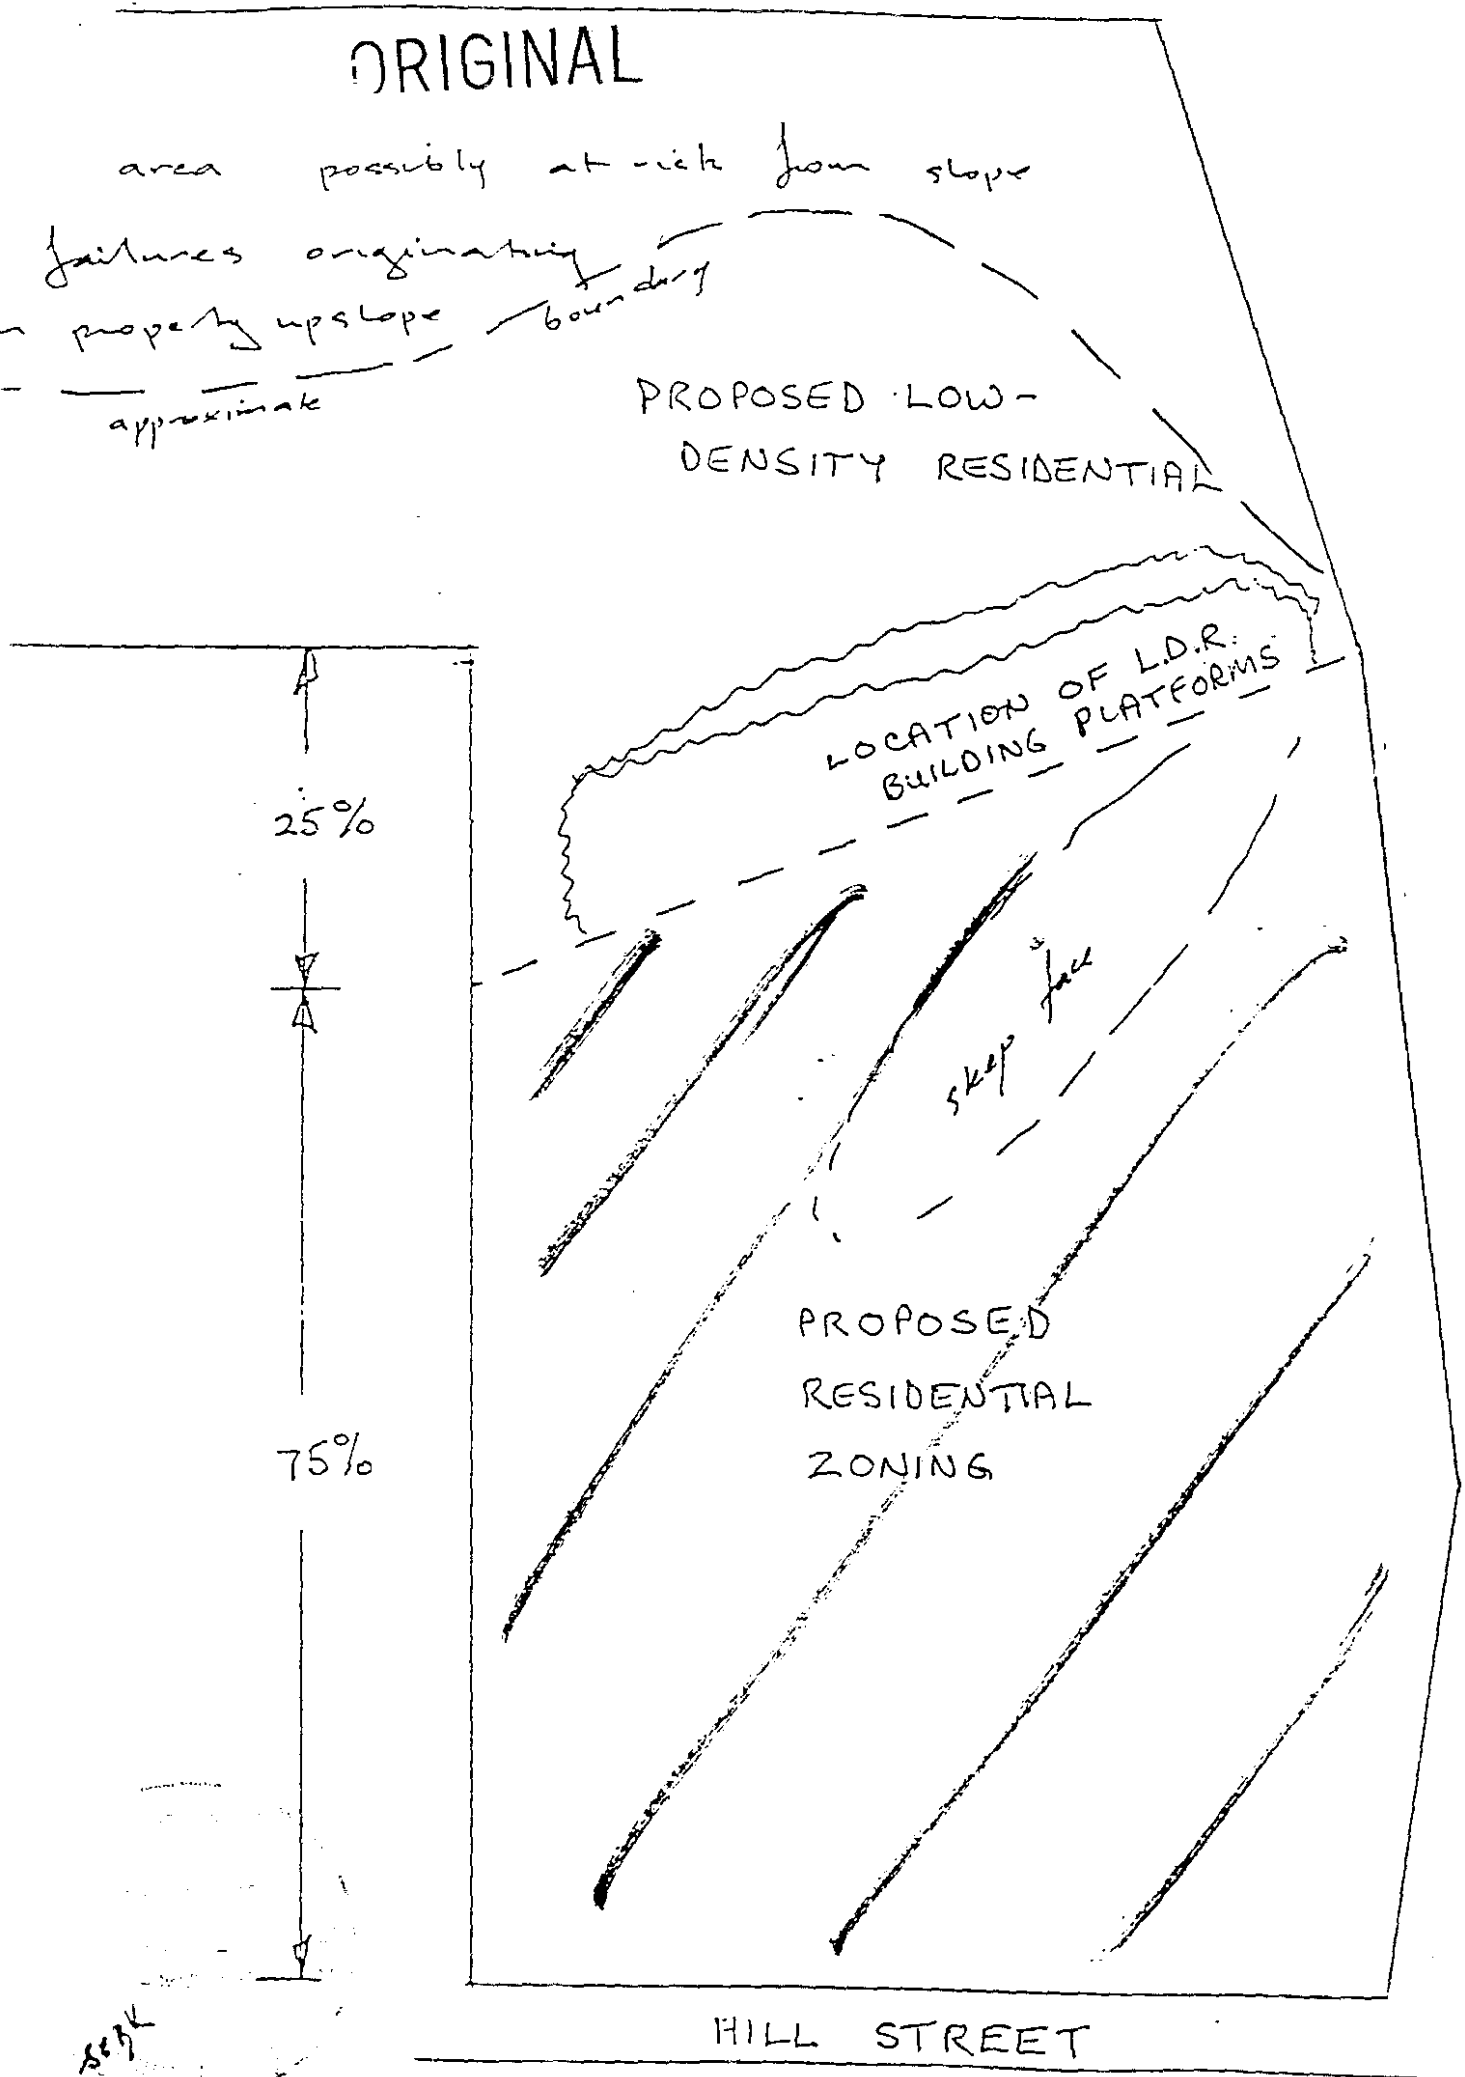 ORIGINAL
area possibly at risk from slope
failures originating
property upslope
approximate boundary
PROPOSED LOW-
DENSITY RESIDENTIAL
LOCATION OF L.D.R.
BUILDING PLATFORMS
25%
steep face
PROPOSED
RESIDENTIAL
ZONING
75%
HILL STREET